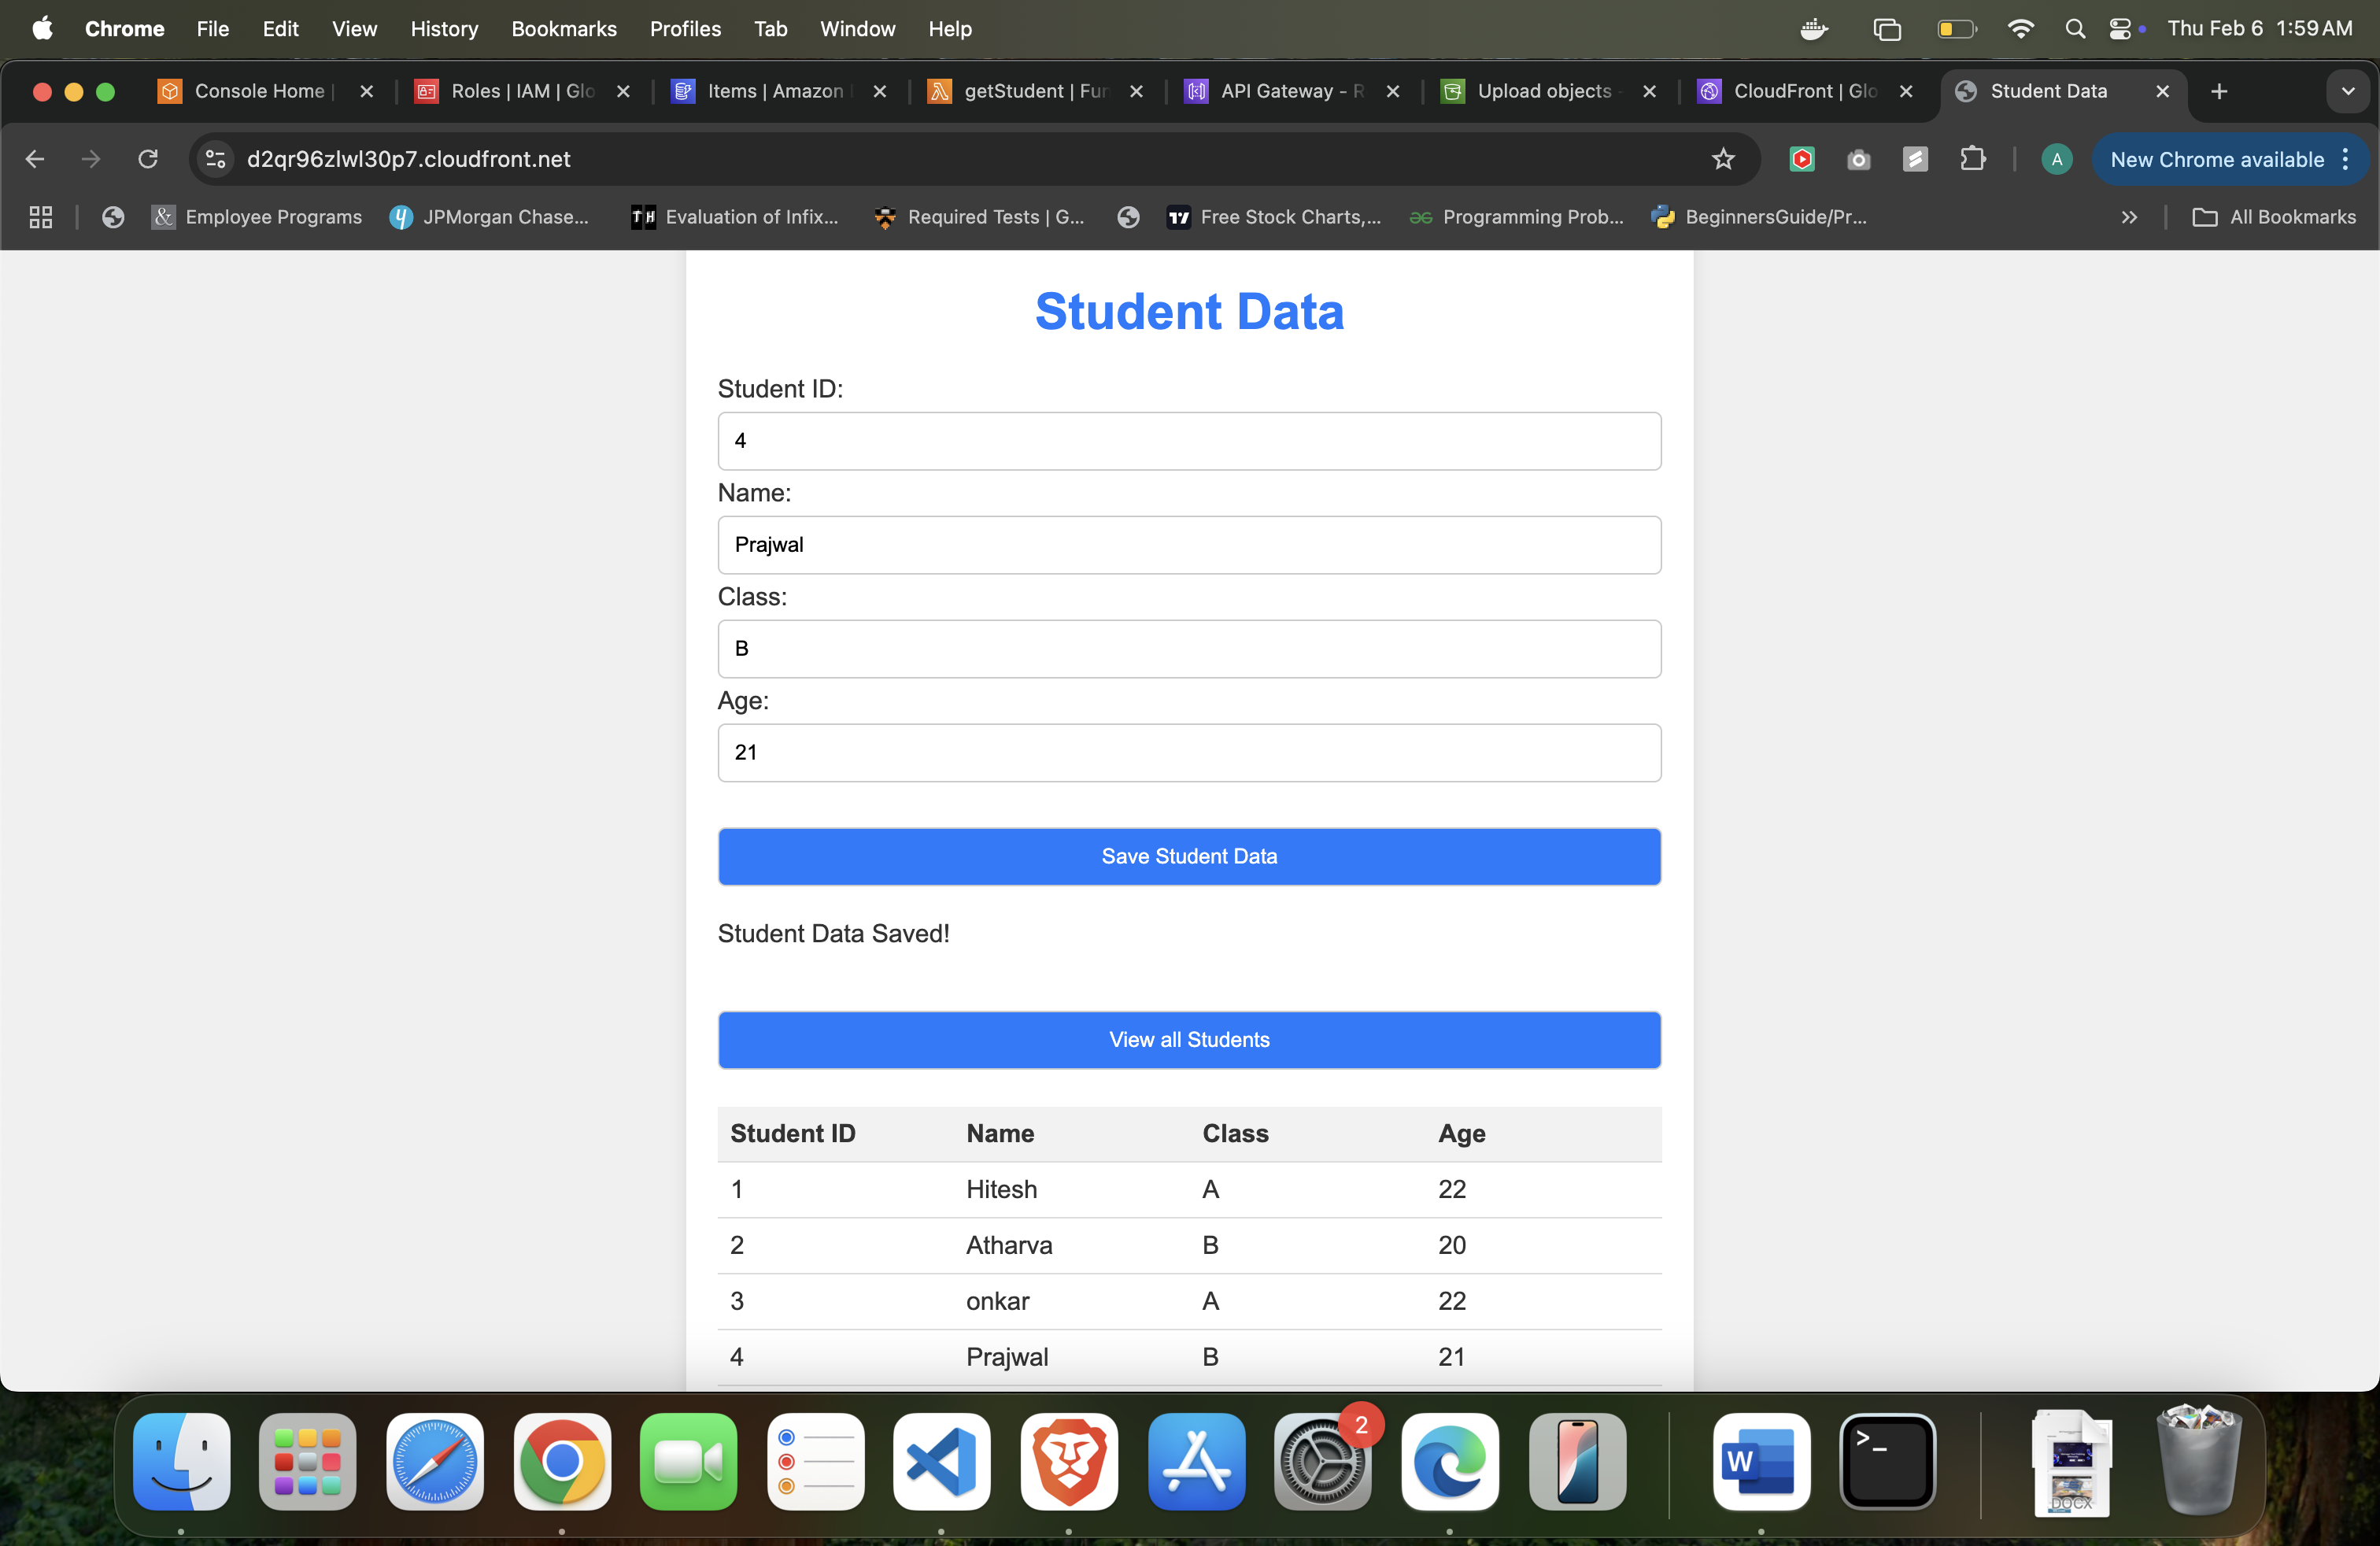 Chrome File Edit View History Bookmarks Profiles Tab Window Help Thu Feb 6 1:59 AM
Console Home Roles | IAM | Glo Items | Amazon getStudent | Fur API Gateway - R Upload objects - CloudFront | Glo Student Data
d2qr96zlwl30p7.cloudfront.net A New Chrome available
& Employee Programs JPMorgan Chase... TH Evaluation of Infix... Required Tests | G... Free Stock Charts,... Programming Prob... BeginnersGuide/Pr... » All Bookmarks
Student Data
Student ID:
4
Name:
Prajwal
Class:
B
Age:
21
Save Student Data
Student Data Saved!
View all Students
Student ID Name Class Age
1 Hitesh A 22
2 Atharva B 20
3 onkar A 22
4 Prajwal B 21
2
W
>_
DOCX